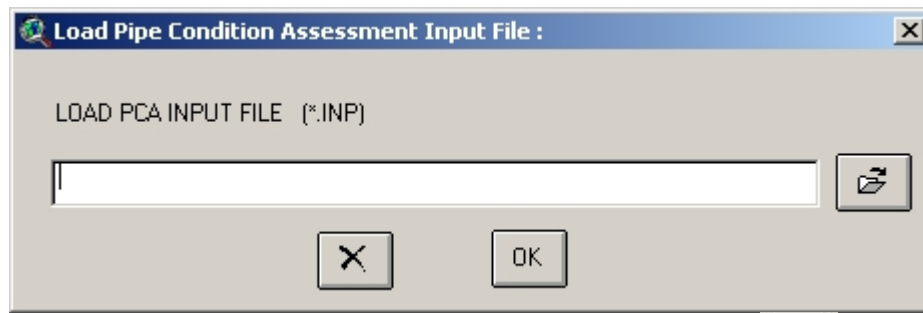 Load Pipe Condition Assessment Input File :
LOAD PCA INPUT FILE (*.INP)
OK